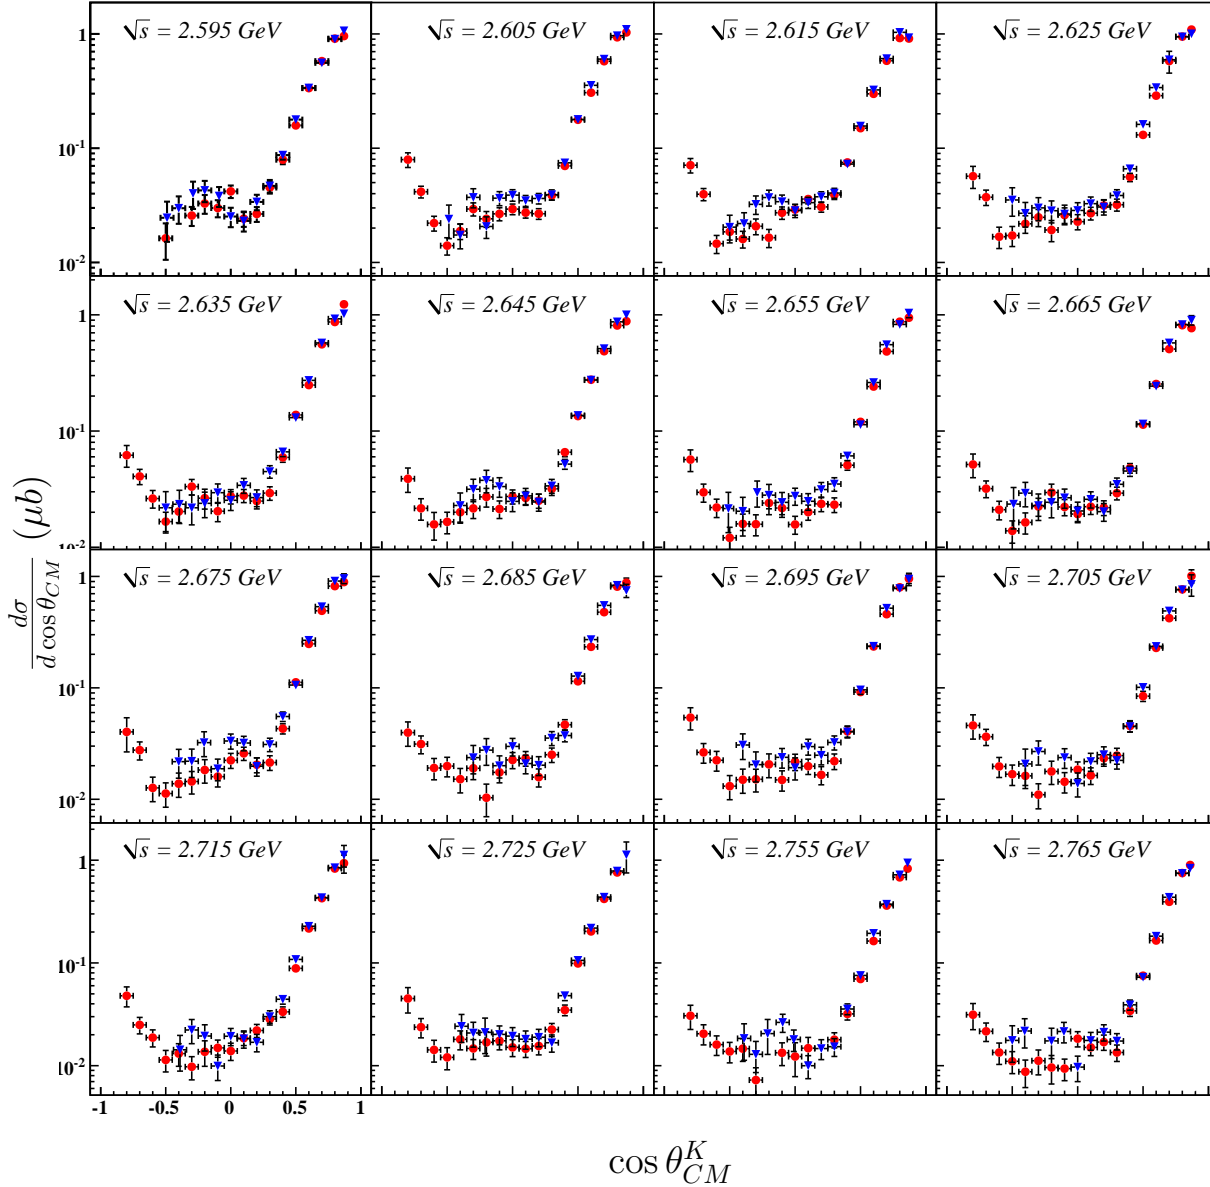 √s = 2.595 GeV √s = 2.605 GeV √s = 2.615 GeV √s = 2.625 GeV
1
10⁻¹
10⁻²
√s = 2.635 GeV √s = 2.645 GeV √s = 2.655 GeV √s = 2.665 GeV
1
10⁻¹
10⁻²
√s = 2.675 GeV √s = 2.685 GeV √s = 2.695 GeV √s = 2.705 GeV
1
10⁻¹
10⁻²
√s = 2.715 GeV √s = 2.725 GeV √s = 2.755 GeV √s = 2.765 GeV
1
10⁻¹
10⁻²
-1 -0.5 0 0.5 1
dσ/d cos θ_CM (μb)
cos θ^K_CM